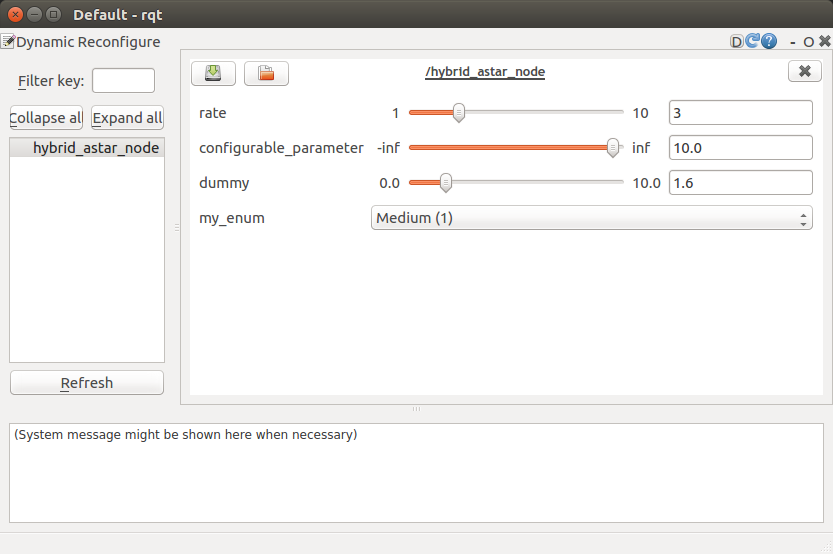 Default - rqt
Dynamic Reconfigure
D ? - O
Filter key:
Collapse all Expand all
hybrid_astar_node
Refresh
/hybrid_astar_node
rate 1 10 3
configurable_parameter -inf inf 10.0
dummy 0.0 10.0 1.6
my_enum Medium (1)
(System message might be shown here when necessary)